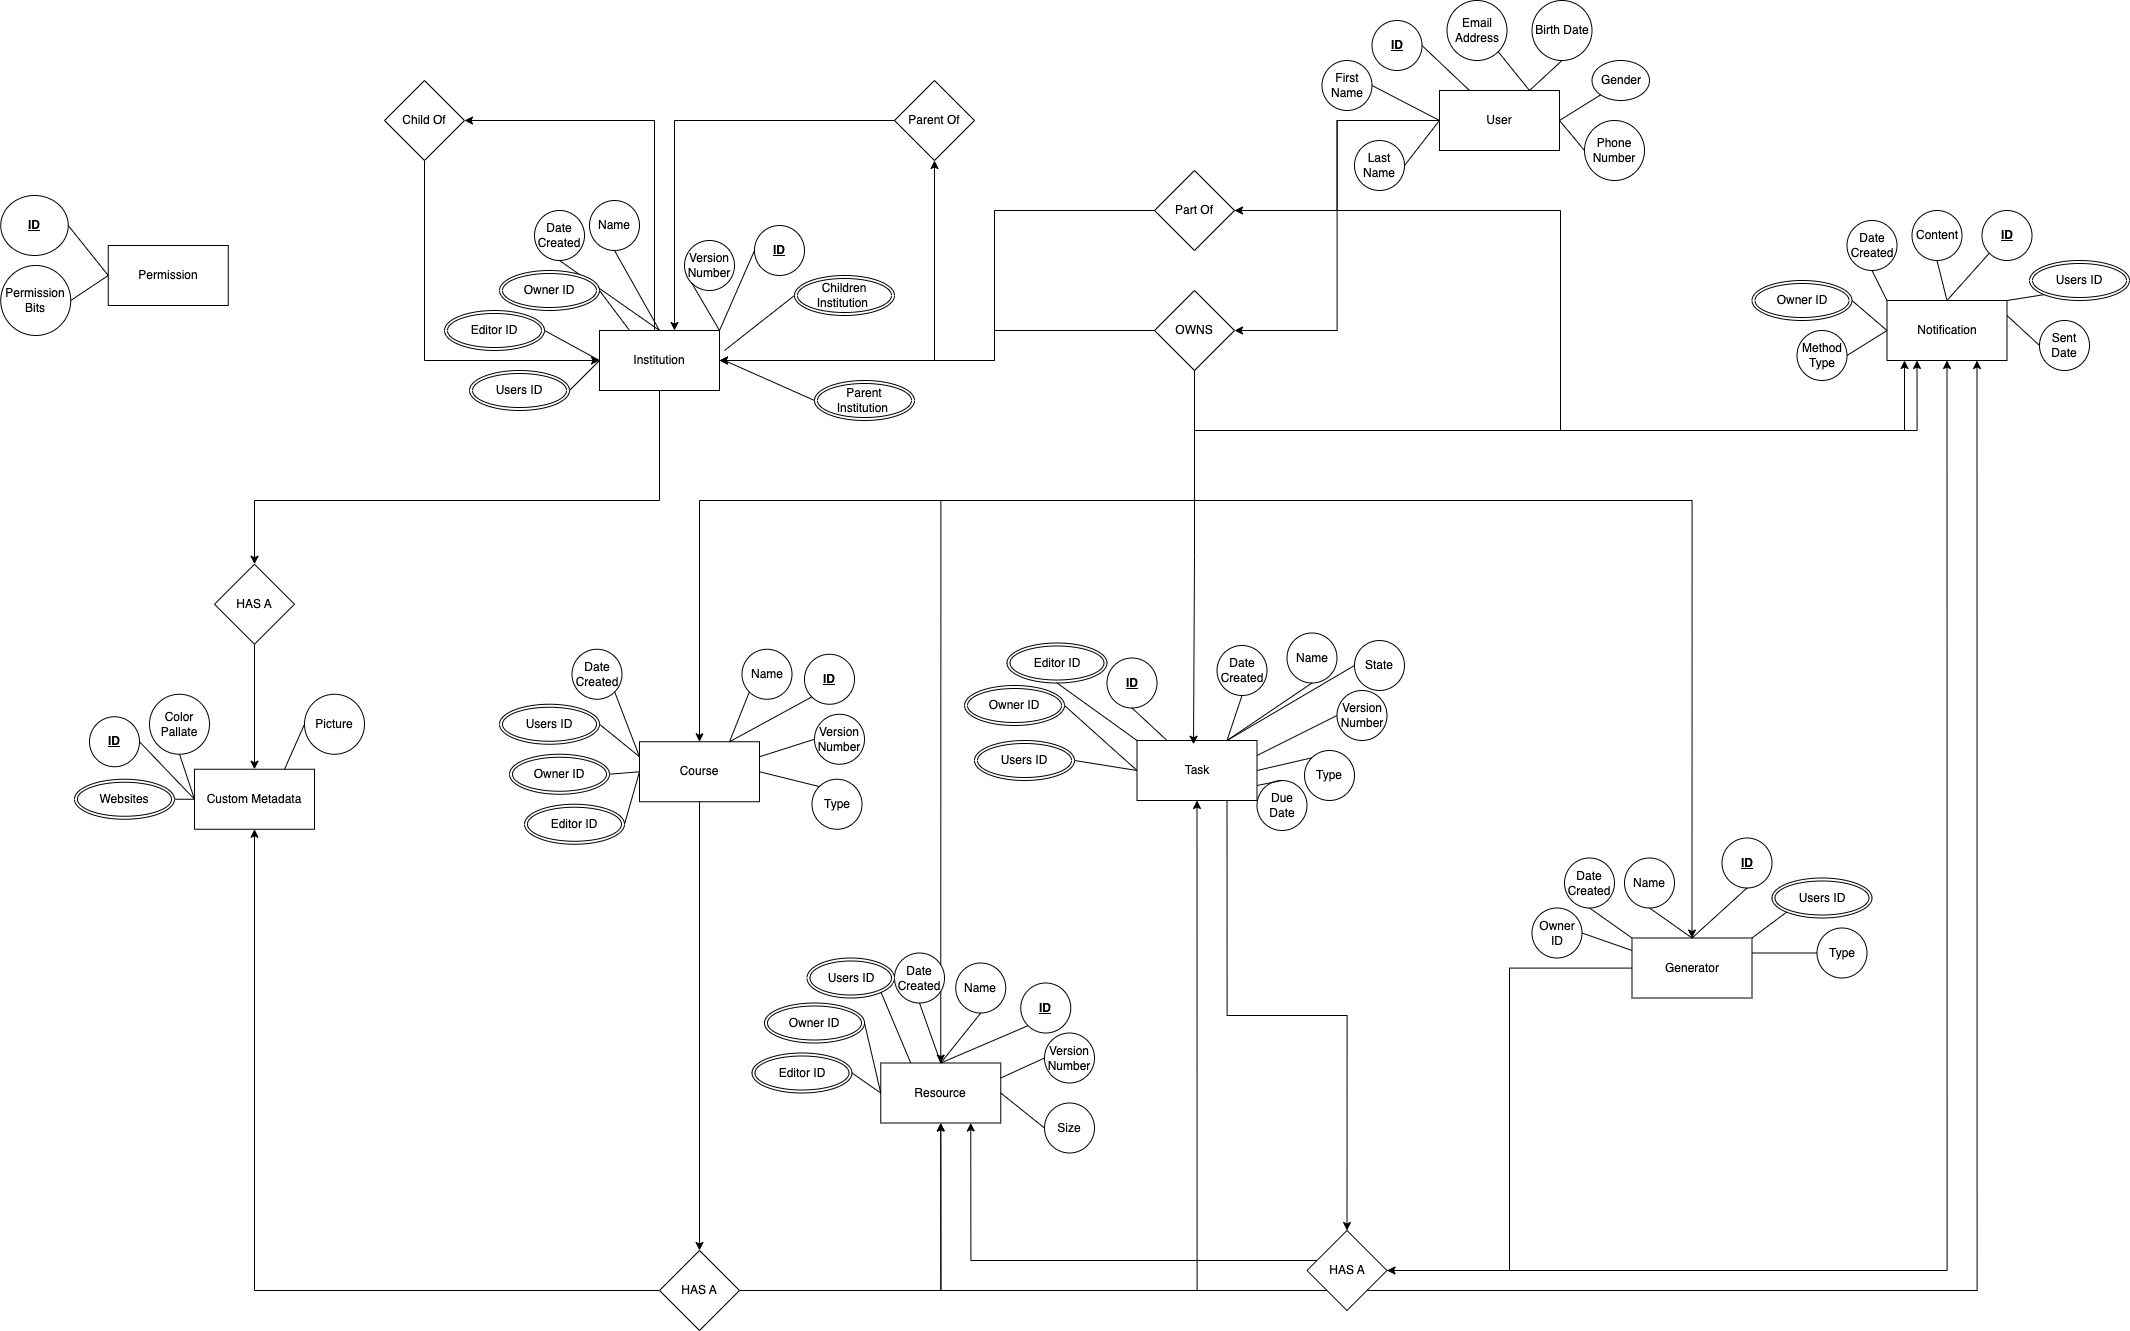 Email
Address
Birth Date
ID
First
Name
Gender
User
Phone
Number
Last
Name
Child Of
Parent Of
Part Of
ID
Permission
Permission
Bits
Date
Created
Name
Version
Number
ID
Owner ID
Children
Institution
Editor ID
Institution
Users ID
Parent
Institution
OWNS
Date
Created
Content
ID
Users ID
Owner ID
Notification
Method
Type
Sent
Date
HAS A
ID
Color
Pallate
Picture
Websites
Custom Metadata
Date
Created
Name
ID
Users ID
Version
Number
Owner ID
Course
Editor ID
Type
Editor ID
ID
Date
Created
Name
State
Owner ID
Version
Number
Users ID
Task
Type
Due
Date
Date
Created
Name
ID
Users ID
Owner
ID
Type
Generator
Users ID
Date
Created
Name
ID
Owner ID
Version
Number
Editor ID
Resource
Size
HAS A
HAS A